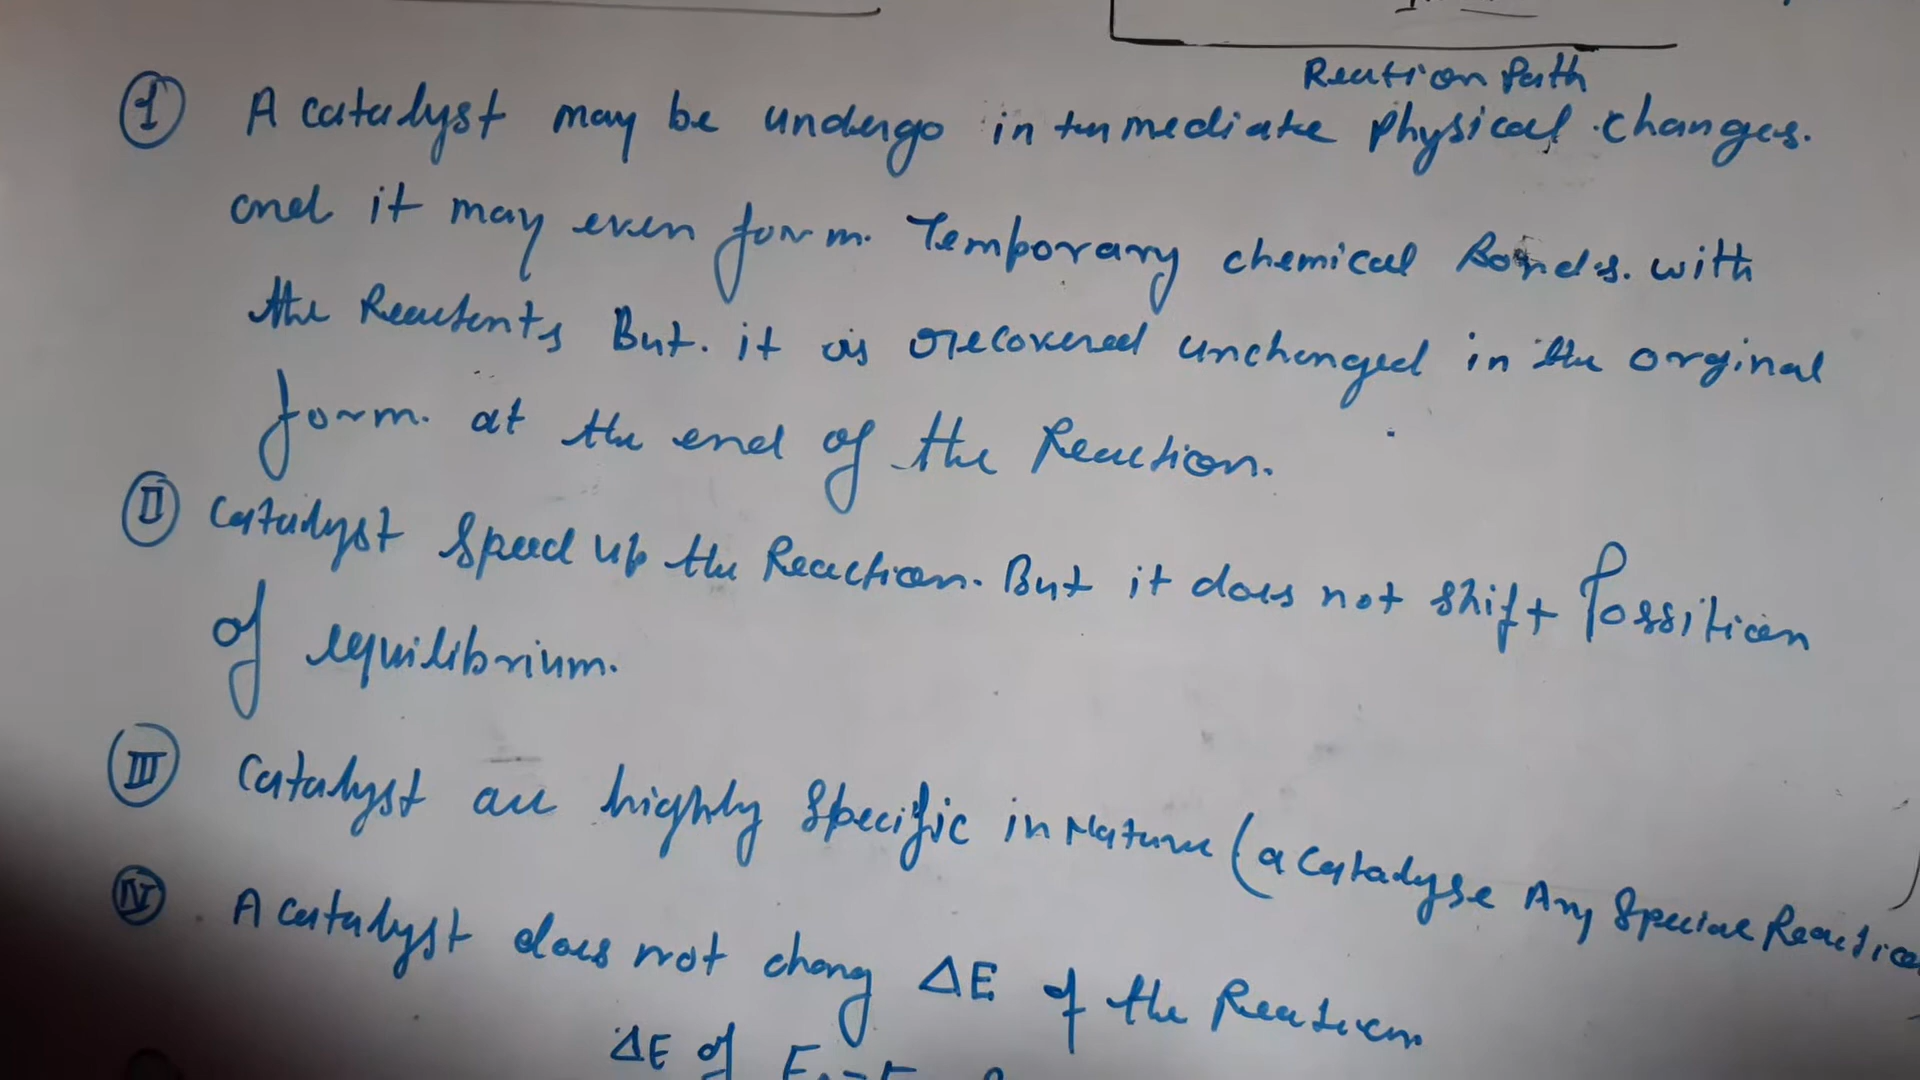 Reution Path
① A catalyst may be undergo intermediate physical changes.
and it may even form. Temporary chemical Bonds. with
the Reactents But. it is recovered unchanged in the orginal
form. at the end of the Reaction.
Ⅱ Catalyst Speed up the Reaction. But it does not shift Possition
of equilibrium.
Ⅲ Catalyst are highly Specific in Nature (a Catalyse Any Special Reaction
Ⅳ A catalyst does not chang ΔE of the Reaction
ΔE of